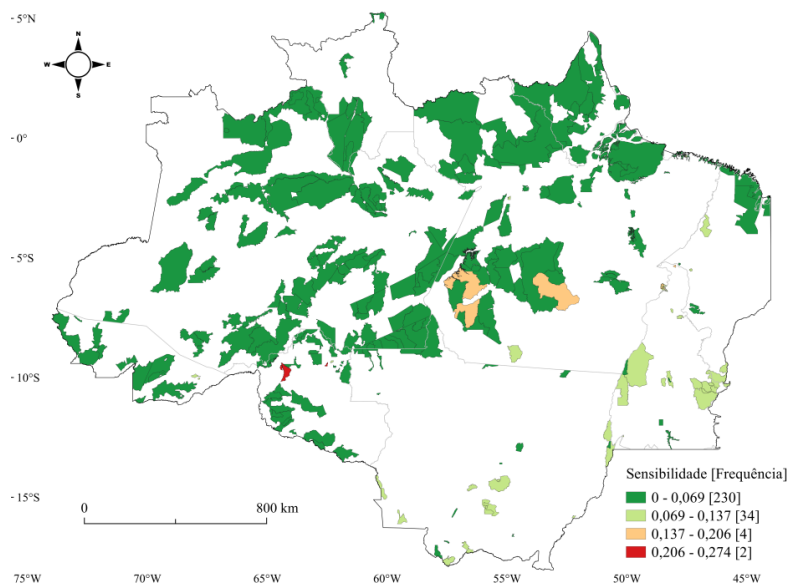 5°N
N
W E
S
0°
5°S
10°S
15°S
Sensibilidade [Frequência]
0 - 0,069 [230]
0,069 - 0,137 [34]
0,137 - 0,206 [4]
0,206 - 0,274 [2]
0 800 km
75°W 70°W 65°W 60°W 55°W 50°W 45°W